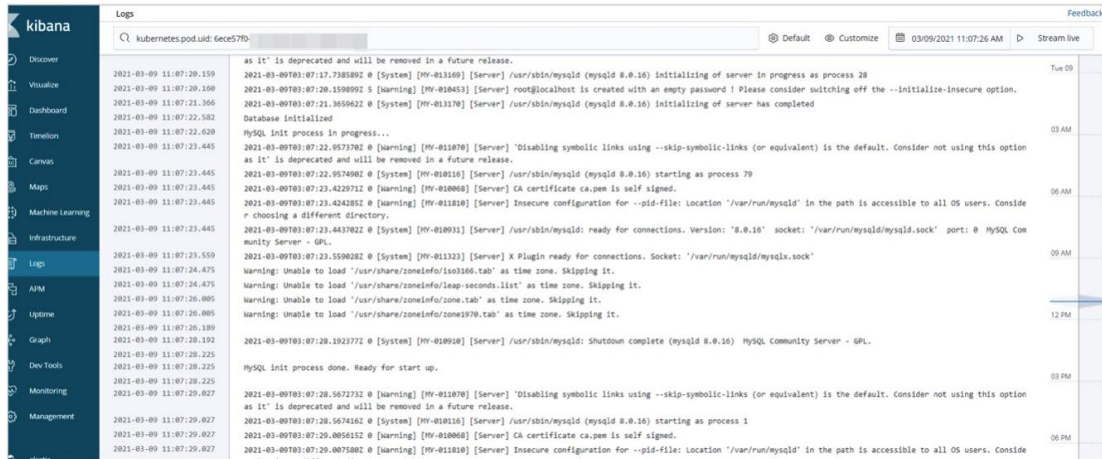 kibana
Discover
Visualize
Dashboard
Timelion
Canvas
Maps
Machine Learning
Infrastructure
Logs
APM
Uptime
Graph
Dev Tools
Monitoring
Management
Logs
Feedback
kubernetes.pod.uid: 6ece57f0-
Default Customize 03/09/2021 11:07:26 AM Stream live
as it' is deprecated and will be removed in a future release.
2021-03-09 11:07:20.159 2021-03-09T03:07:17.738589Z 0 [System] [MY-013169] [Server] /usr/sbin/mysqld (mysqld 8.0.16) initializing of server in progress as process 28
2021-03-09 11:07:20.160 2021-03-09T03:07:20.159899Z 5 [Warning] [MY-010453] [Server] root@localhost is created with an empty password ! Please consider switching off the --initialize-insecure option.
2021-03-09 11:07:21.366 2021-03-09T03:07:21.365962Z 0 [System] [MY-013170] [Server] /usr/sbin/mysqld (mysqld 8.0.16) initializing of server has completed
2021-03-09 11:07:22.582 Database initialized
2021-03-09 11:07:22.620 MySQL init process in progress...
2021-03-09 11:07:23.445 2021-03-09T03:07:22.957370Z 0 [Warning] [MY-011070] [Server] 'Disabling symbolic links using --skip-symbolic-links (or equivalent) is the default. Consider not using this option
as it' is deprecated and will be removed in a future release.
2021-03-09 11:07:23.445 2021-03-09T03:07:22.957490Z 0 [System] [MY-010116] [Server] /usr/sbin/mysqld (mysqld 8.0.16) starting as process 79
2021-03-09 11:07:23.445 2021-03-09T03:07:23.422971Z 0 [Warning] [MY-010068] [Server] CA certificate ca.pem is self signed.
2021-03-09 11:07:23.445 2021-03-09T03:07:23.424285Z 0 [Warning] [MY-011810] [Server] Insecure configuration for --pid-file: Location '/var/run/mysqld' in the path is accessible to all OS users. Conside
r choosing a different directory.
2021-03-09 11:07:23.445 2021-03-09T03:07:23.443702Z 0 [System] [MY-010931] [Server] /usr/sbin/mysqld: ready for connections. Version: '8.0.16' socket: '/var/run/mysqld/mysqld.sock' port: 0 MySQL Com
munity Server - GPL.
2021-03-09 11:07:23.559 2021-03-09T03:07:23.559028Z 0 [System] [MY-011323] [Server] X Plugin ready for connections. Socket: '/var/run/mysqld/mysqlx.sock'
2021-03-09 11:07:24.475 Warning: Unable to load '/usr/share/zoneinfo/iso3166.tab' as time zone. Skipping it.
2021-03-09 11:07:24.475 Warning: Unable to load '/usr/share/zoneinfo/leap-seconds.list' as time zone. Skipping it.
2021-03-09 11:07:26.005 Warning: Unable to load '/usr/share/zoneinfo/zone.tab' as time zone. Skipping it.
2021-03-09 11:07:26.005 Warning: Unable to load '/usr/share/zoneinfo/zone1970.tab' as time zone. Skipping it.
2021-03-09 11:07:26.189
2021-03-09 11:07:28.192 2021-03-09T03:07:28.192377Z 0 [System] [MY-010910] [Server] /usr/sbin/mysqld: Shutdown complete (mysqld 8.0.16) MySQL Community Server - GPL.
2021-03-09 11:07:28.225
2021-03-09 11:07:28.225 MySQL init process done. Ready for start up.
2021-03-09 11:07:28.225
2021-03-09 11:07:29.027 2021-03-09T03:07:28.567273Z 0 [Warning] [MY-011070] [Server] 'Disabling symbolic links using --skip-symbolic-links (or equivalent) is the default. Consider not using this option
as it' is deprecated and will be removed in a future release.
2021-03-09 11:07:29.027 2021-03-09T03:07:28.567416Z 0 [System] [MY-010116] [Server] /usr/sbin/mysqld (mysqld 8.0.16) starting as process 1
2021-03-09 11:07:29.027 2021-03-09T03:07:29.005615Z 0 [Warning] [MY-010068] [Server] CA certificate ca.pem is self signed.
2021-03-09 11:07:29.027 2021-03-09T03:07:29.007580Z 0 [Warning] [MY-011810] [Server] Insecure configuration for --pid-file: Location '/var/run/mysqld' in the path is accessible to all OS users. Conside
Tue 09
03 AM
06 AM
09 AM
12 PM
03 PM
06 PM